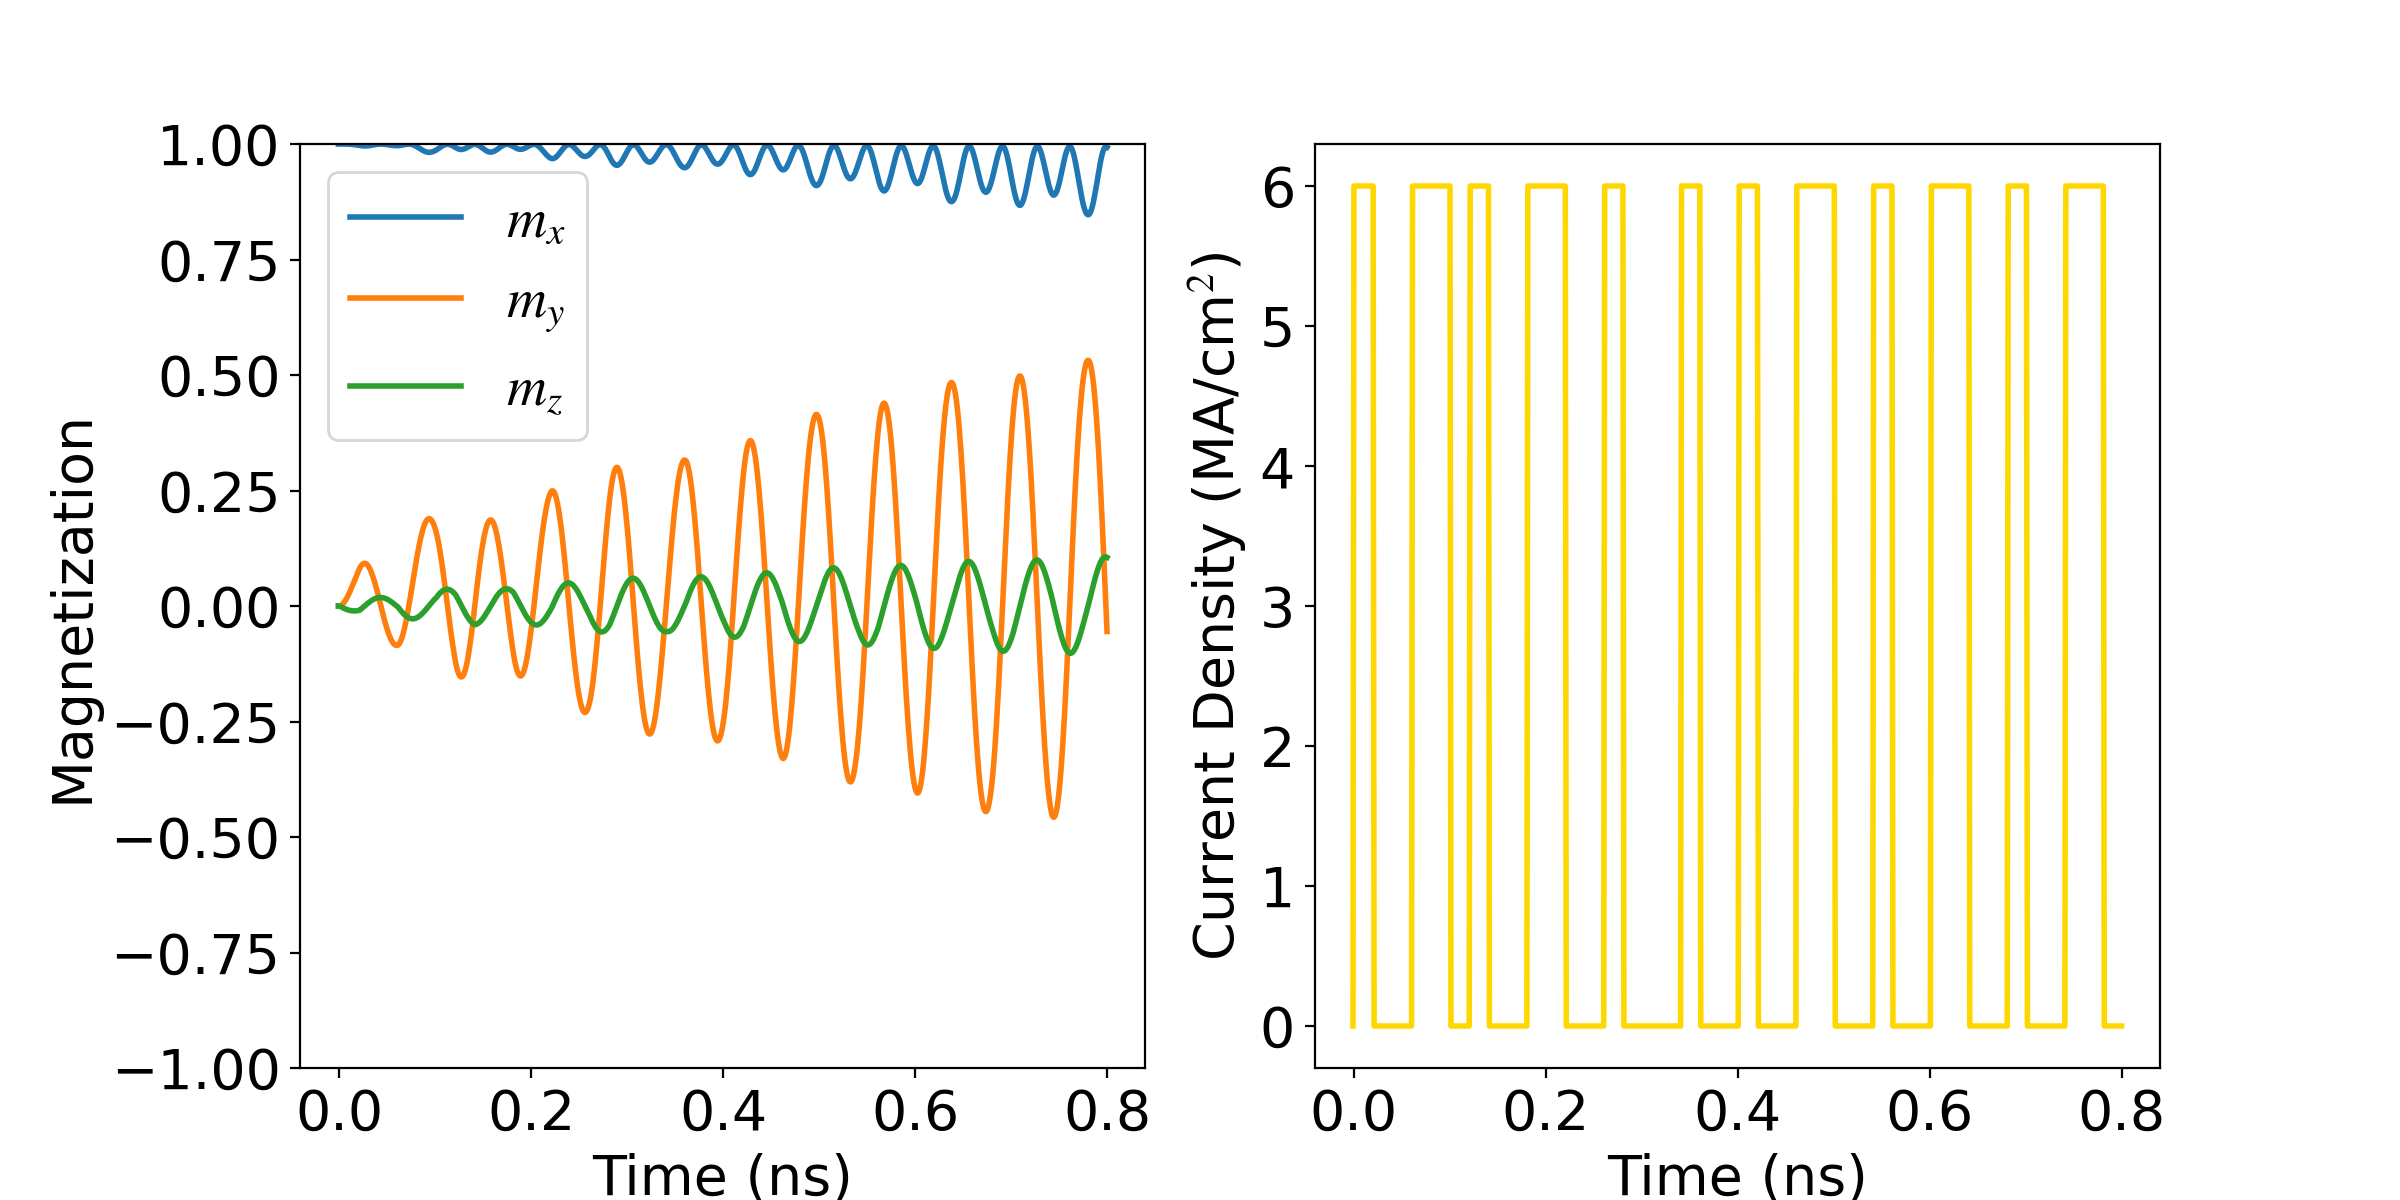 1.00
0.75
0.50
0.25
0.00
−0.25
−0.50
−0.75
−1.00
Magnetization
m_x
m_y
m_z
0.0 0.2 0.4 0.6 0.8
Time (ns)
6
5
4
3
2
1
0
Current Density (MA/cm²)
0.0 0.2 0.4 0.6 0.8
Time (ns)